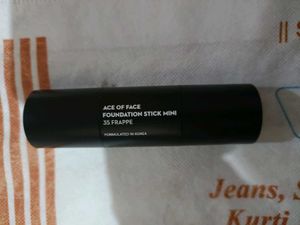 ACE OF FACE
FOUNDATION STICK MINI
35 FRAPPE
FORMULATED IN KOREA
Jeans, S
Kurti